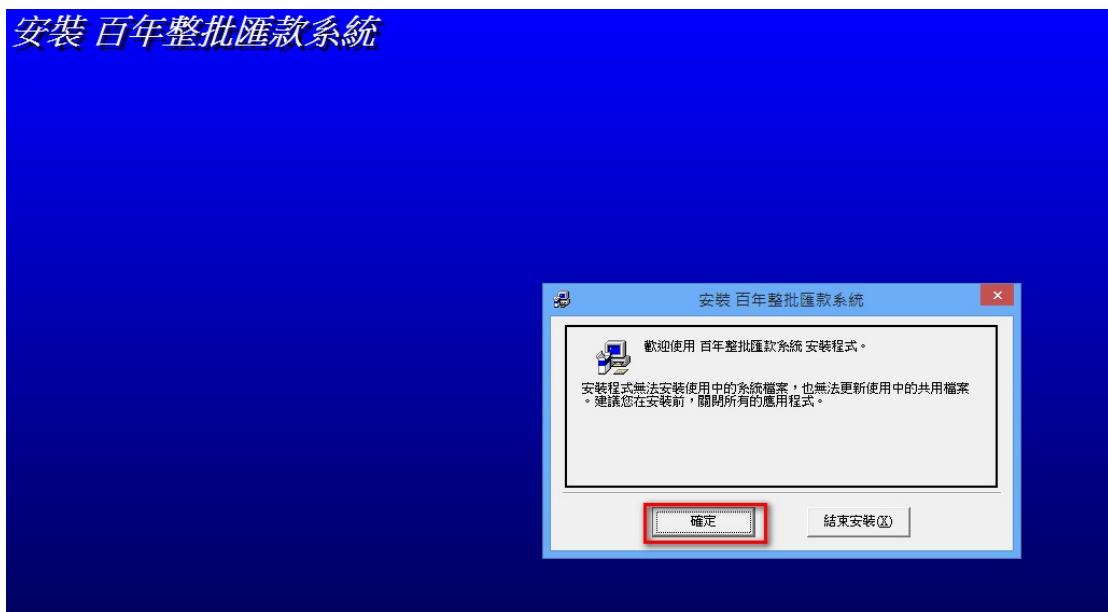 安裝 百年整批匯款系統
安裝 百年整批匯款系統
歡迎使用 百年整批匯款系統 安裝程式。
安裝程式無法安裝使用中的系統檔案，也無法更新使用中的共用檔案
。建議您在安裝前，關閉所有的應用程式。
確定
結束安裝(X)